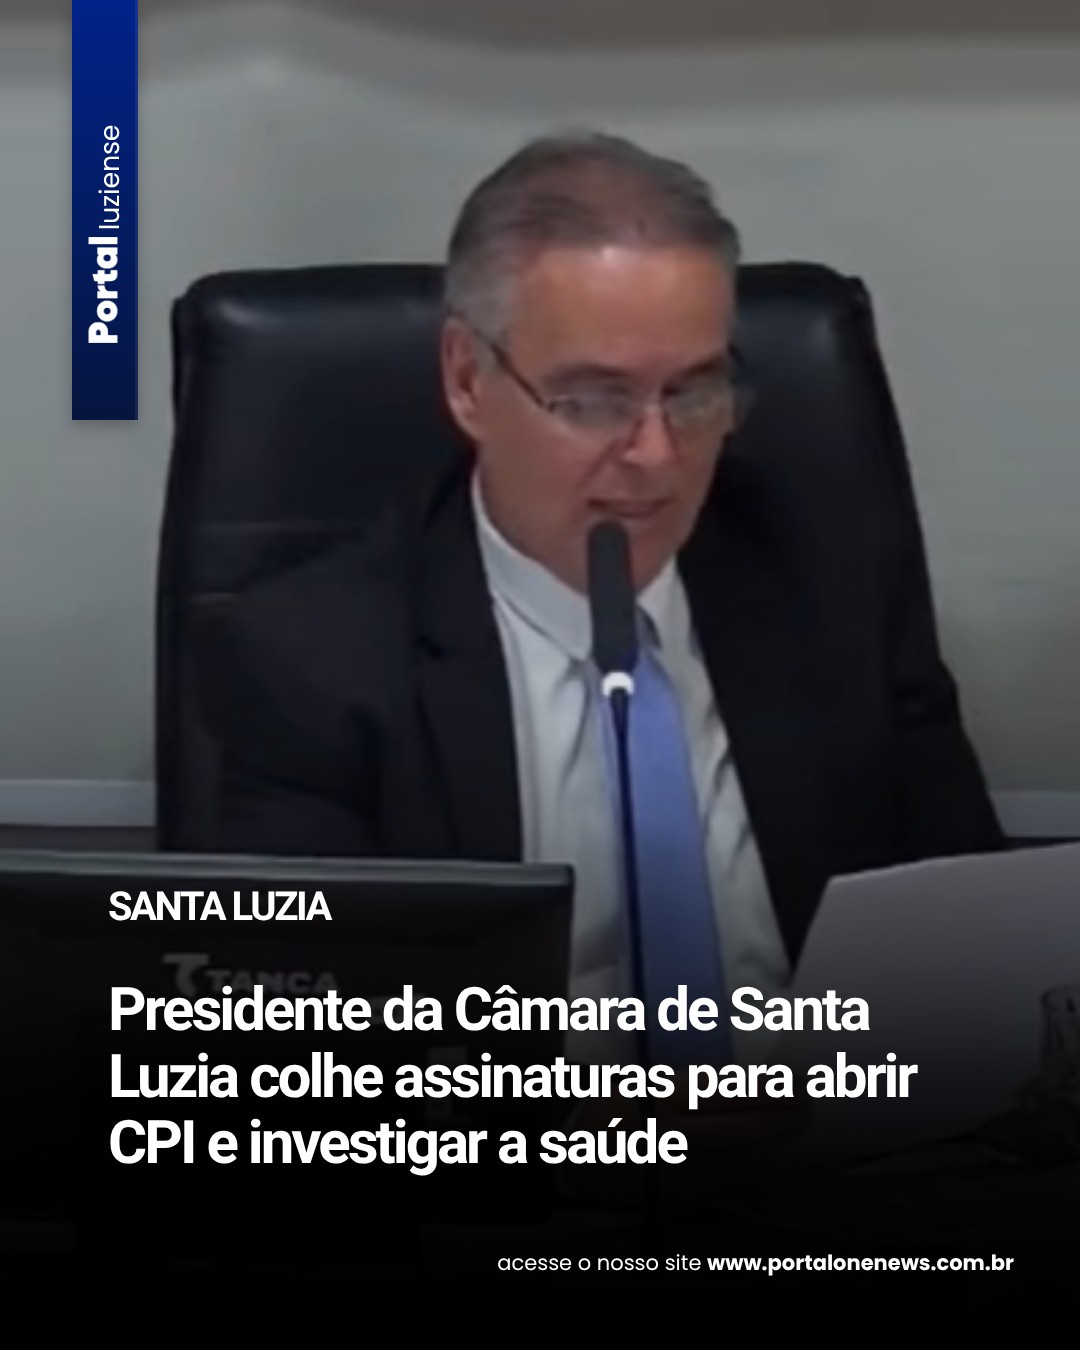 Portal luziense
SANTA LUZIA
TANCA
Presidente da Câmara de Santa
Luzia colhe assinaturas para abrir
CPI e investigar a saúde
acesse o nosso site www.portalonenews.com.br